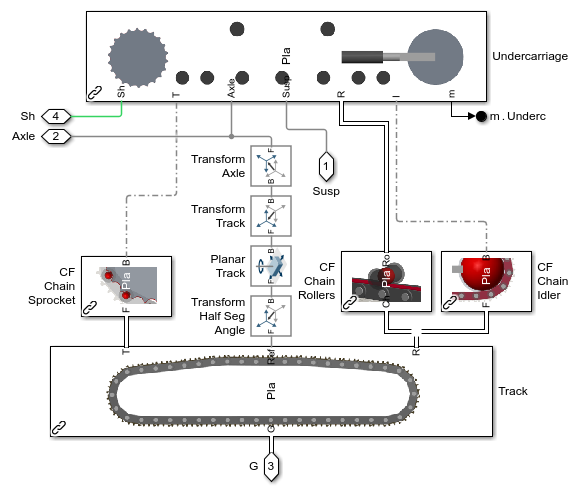 Pla
Undercarriage
Sh
T
Axle
Susp
R
I
m
Sh 4
m.Underc
Axle 2
1
Susp
F
Transform
Axle
B
B
Transform
Track
F
B
Planar
Track
F
B
Transform
Half Seg
Angle
F
CF
Chain
Sprocket
B
Pla
F
CF
Chain
Rollers
Ro
Pla
Ch
B
Pla
F
CF
Chain
Idler
T
Ref
R
Pla
Track
G
G 3